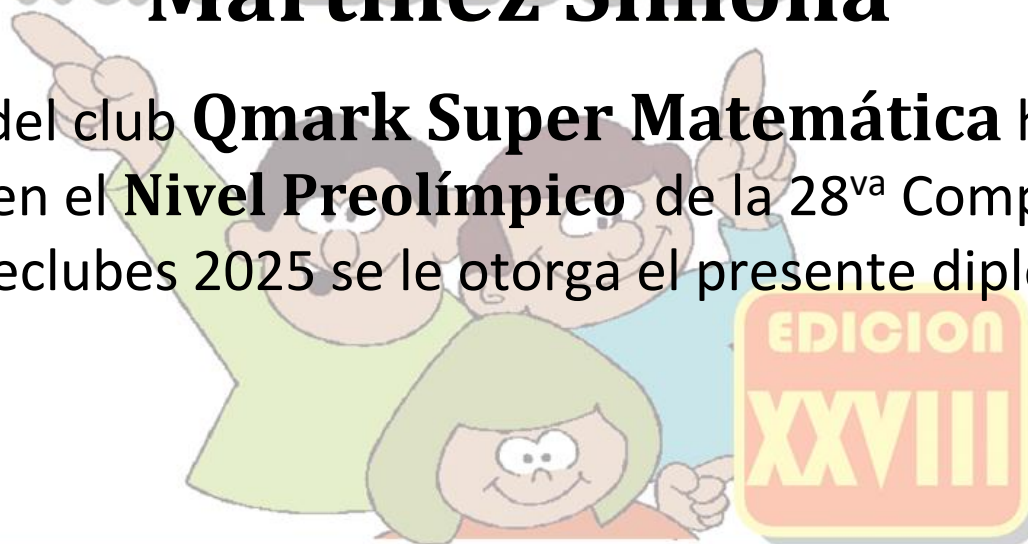 Martínez Simona
del club Qmark Super Matemática
en el Nivel Preolímpico de la 28va Comp
eclubes 2025 se le otorga el presente dipl
EDICION
XXVIII